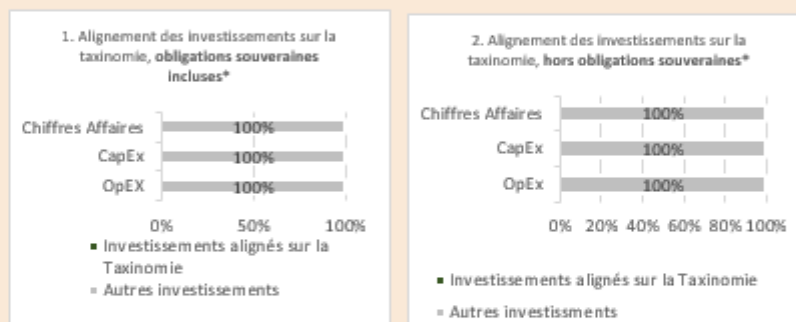 1. Alignement des investissements sur la
taxinomie, obligations souveraines
incluses*
Chiffres Affaires
100%
CapEx
100%
OpEX
100%
0% 50% 100%
Investissements alignés sur la
Taxinomie
Autres investissements
2. Alignement des investissements sur la
taxinomie, hors obligations souveraines*
Chiffres Affaires
100%
CapEx
100%
OpEx
100%
0% 20% 40% 60% 80% 100%
Investissements alignés sur la Taxinomie
Autres investissments